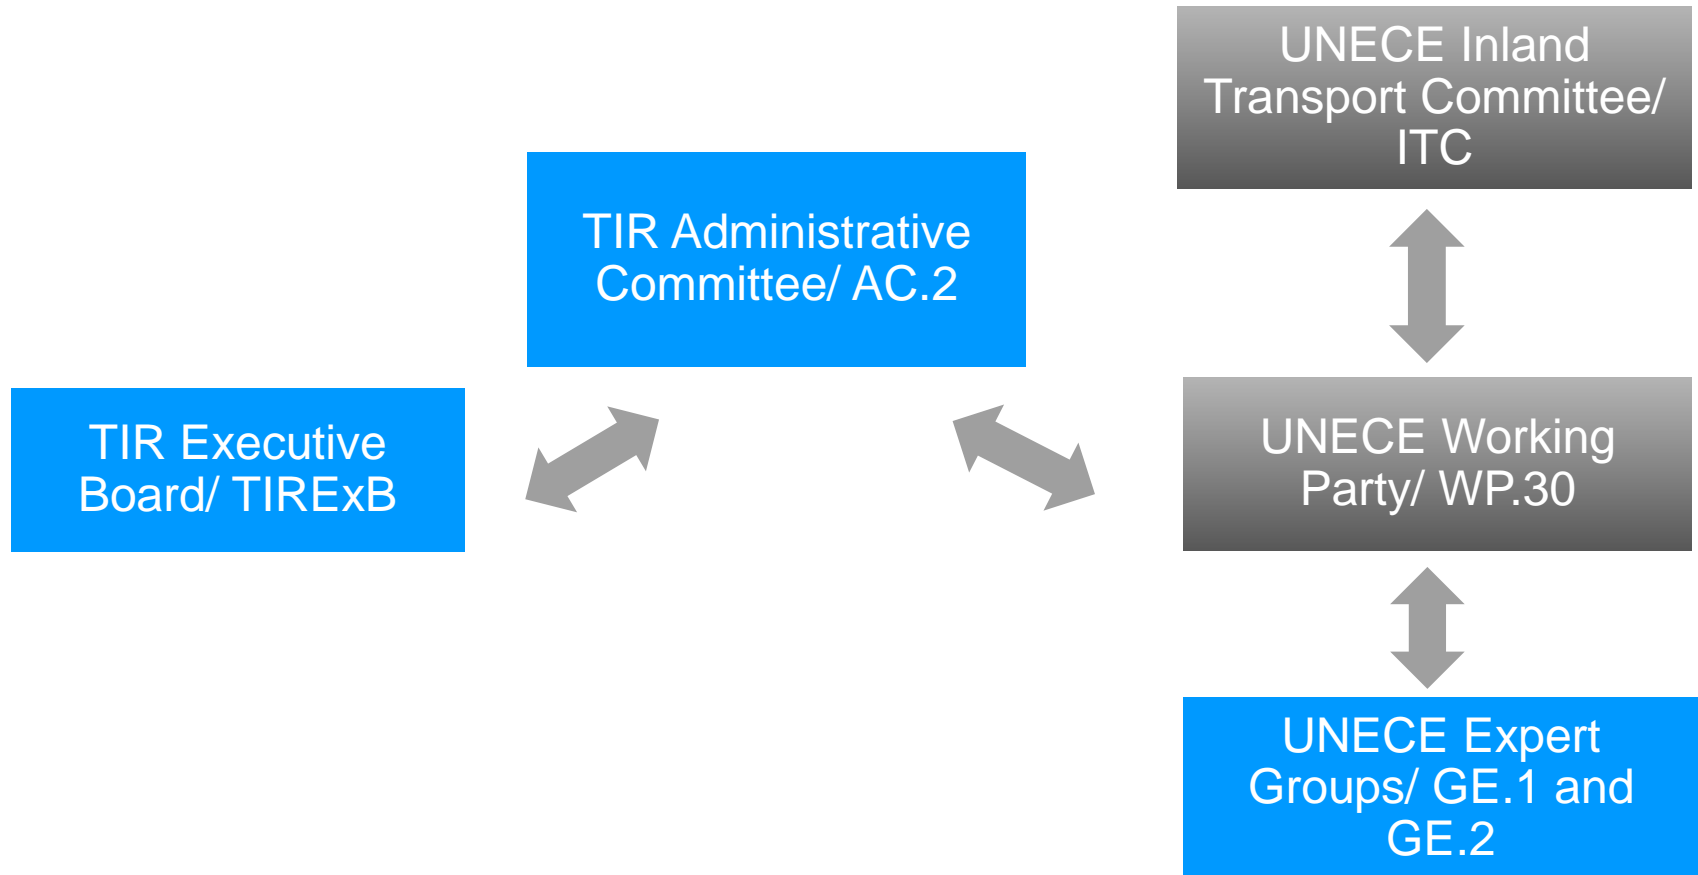 UNECE Inland
Transport Committee/
ITC
TIR Administrative
Committee/ AC.2
TIR Executive
Board/ TIRExB
UNECE Working
Party/ WP.30
UNECE Expert
Groups/ GE.1 and
GE.2